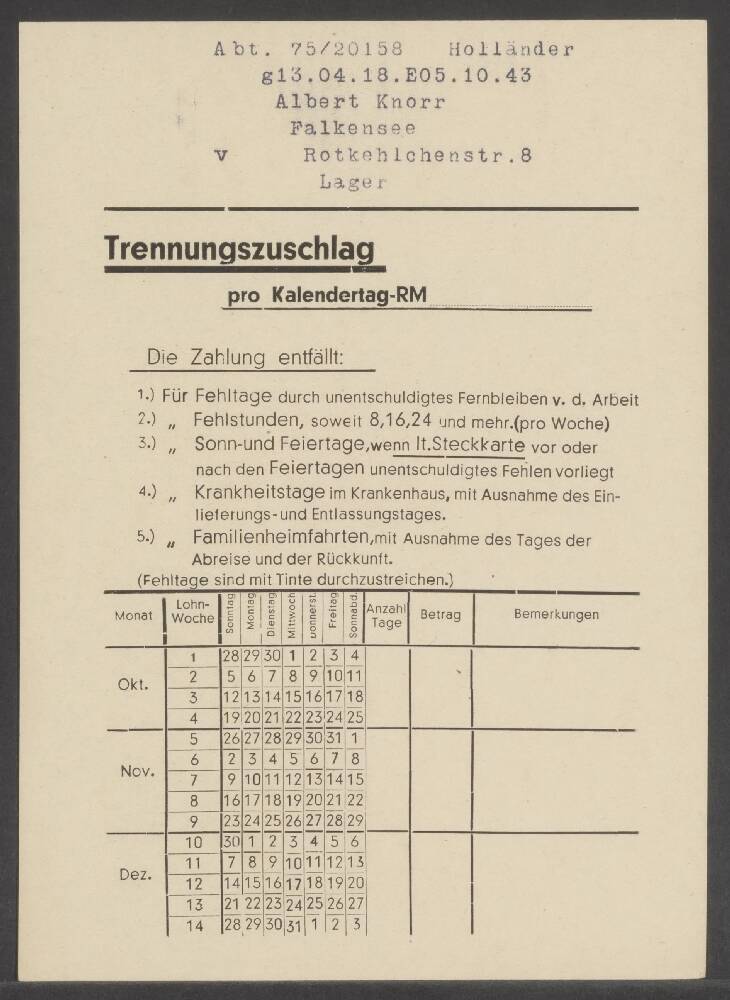 Abt. 75/20158 Holländer
g13.04.18.E05.10.43
Albert Knorr
Falkensee
v Rotkehlchenstr.8
Lager
Trennungszuschlag
pro Kalendertag-RM
Die Zahlung entfällt:
1.) Für Fehltage durch unentschuldigtes Fernbleiben v. d. Arbeit
2.) „ Fehlstunden, soweit 8,16,24 und mehr.(pro Woche)
3.) „ Sonn-und Feiertage,wenn lt.Steckkarte vor oder
nach den Feiertagen unentschuldigtes Fehlen vorliegt
4.) „ Krankheitstage im Krankenhaus, mit Ausnahme des Ein-
lieferungs-und Entlassungstages.
5.) „ Familienheimfahrten,mit Ausnahme des Tages der
Abreise und der Rückkunft.
(Fehltage sind mit Tinte durchzustreichen.)
Monat Lohn-Woche Sonntag Montag Dienstag Mittwoch Donnerst. Freitag Sonnabd. Anzahl Tage Betrag Bemerkungen
Okt.
1 28 29 30 1 2 3 4
2 5 6 7 8 9 10 11
3 12 13 14 15 16 17 18
4 19 20 21 22 23 24 25
Nov.
5 26 27 28 29 30 31 1
6 2 3 4 5 6 7 8
7 9 10 11 12 13 14 15
8 16 17 18 19 20 21 22
9 23 24 25 26 27 28 29
Dez.
10 30 1 2 3 4 5 6
11 7 8 9 10 11 12 13
12 14 15 16 17 18 19 20
13 21 22 23 24 25 26 27
14 28 29 30 31 1 2 3